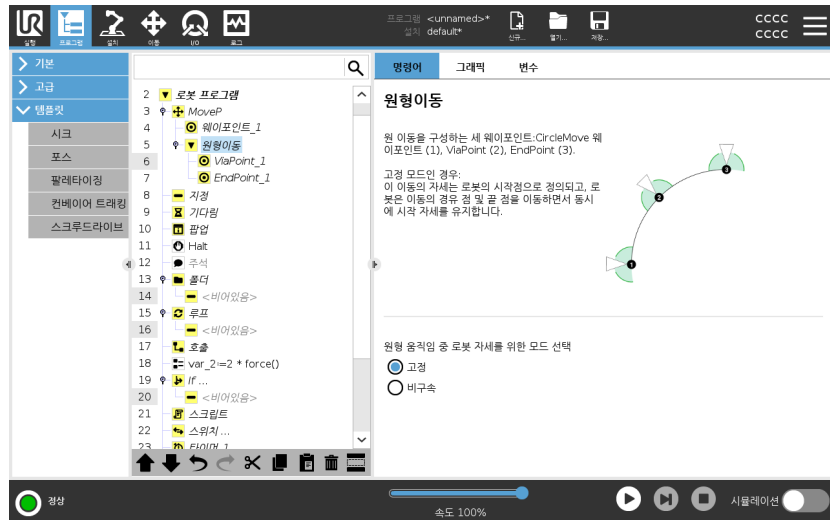 UR
실행
프로그램
설치
이동
I/O
로그
프로그램 <unnamed>*
설치 default*
신규...
열기...
저장...
cccc
cccc
기본
고급
템플릿
시크
포스
팔레타이징
컨베이어 트래킹
스크루드라이브
2 로봇 프로그램
3 MoveP
4 웨이포인트_1
5 원형이동
6 ViaPoint_1
7 EndPoint_1
8 지정
9 기다림
10 팝업
11 Halt
12 주석
13 폴더
14 <비어있음>
15 루프
16 <비어있음>
17 호출
18 var_2≔2 * force()
19 If ...
20 <비어있음>
21 스크립트
22 스위치 ...
23 타이머_1
명령어
그래픽
변수
원형이동
원 이동을 구성하는 세 웨이포인트:CircleMove 웨
이포인트 (1), ViaPoint (2), EndPoint (3).
고정 모드인 경우:
이 이동의 자세는 로봇의 시작점으로 정의되고, 로
봇은 이동의 경유 점 및 끝 점을 이동하면서 동시
에 시작 자세를 유지합니다.
3
2
1
원형 움직임 중 로봇 자세를 위한 모드 선택
고정
비구속
정상
속도 100%
시뮬레이션